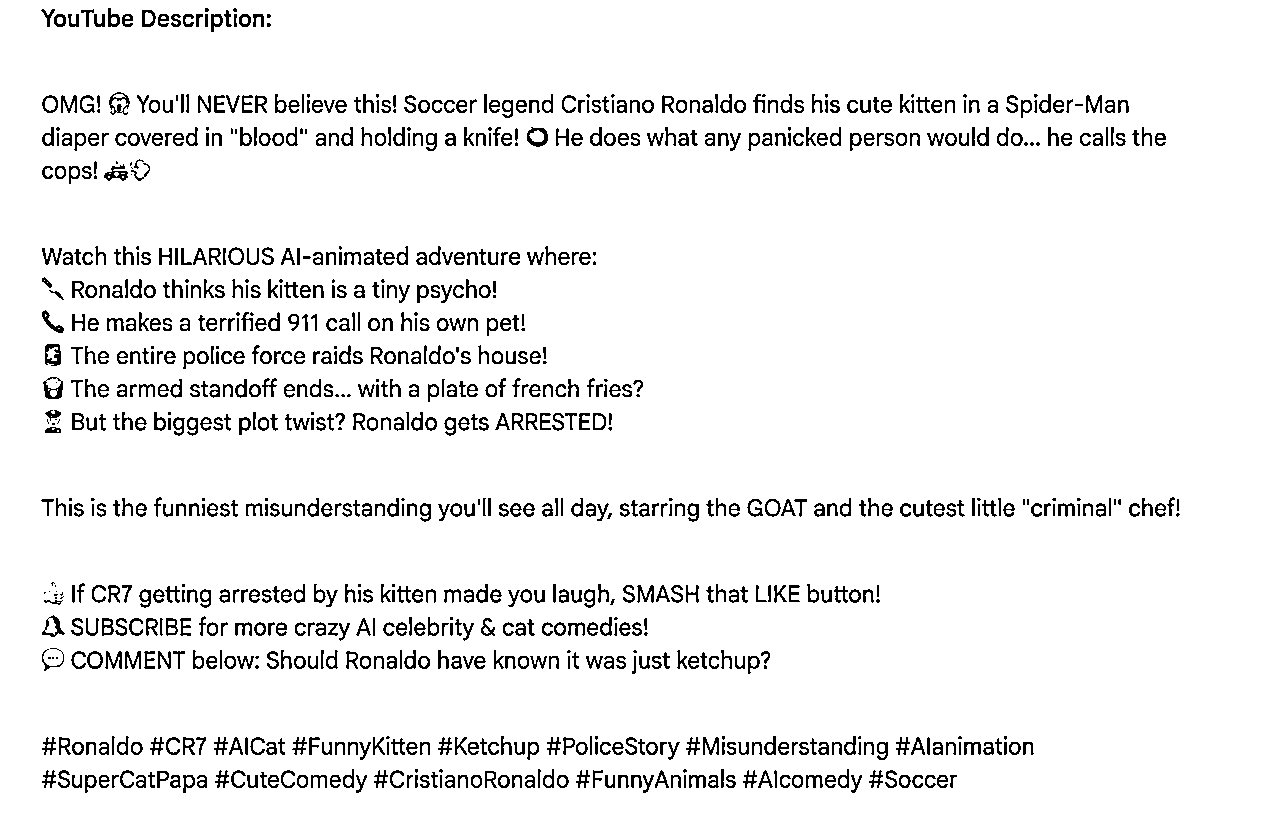 YouTube Description:
OMG! 😱 You'll NEVER believe this! Soccer legend Cristiano Ronaldo finds his cute kitten in a Spider-Man
diaper covered in "blood" and holding a knife! He does what any panicked person would do... he calls the
cops! 🚓💨
Watch this HILARIOUS AI-animated adventure where:
🔪 Ronaldo thinks his kitten is a tiny psycho!
📞 He makes a terrified 911 call on his own pet!
The entire police force raids Ronaldo's house!
🍟 The armed standoff ends... with a plate of french fries?
👮 But the biggest plot twist? Ronaldo gets ARRESTED!
This is the funniest misunderstanding you'll see all day, starring the GOAT and the cutest little "criminal" chef!
👍 If CR7 getting arrested by his kitten made you laugh, SMASH that LIKE button!
🔔 SUBSCRIBE for more crazy AI celebrity & cat comedies!
💬 COMMENT below: Should Ronaldo have known it was just ketchup?
#Ronaldo #CR7 #AICat #FunnyKitten #Ketchup #PoliceStory #Misunderstanding #AIanimation
#SuperCatPapa #CuteComedy #CristianoRonaldo #FunnyAnimals #AIcomedy #Soccer